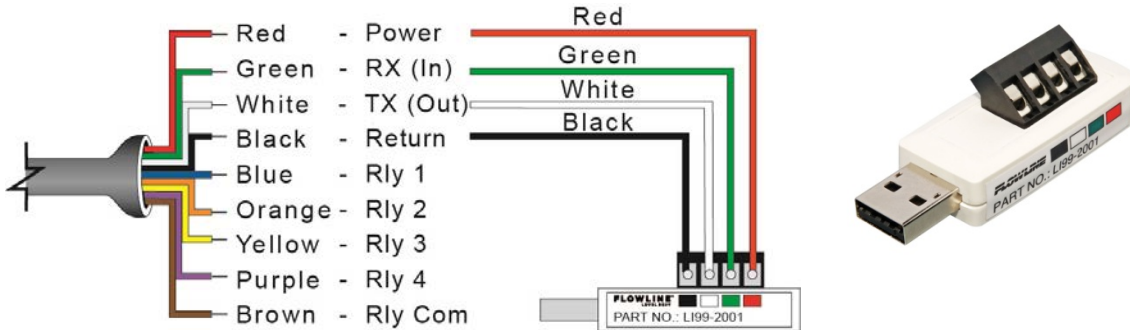 Red - Power
Green - RX (In)
White - TX (Out)
Black - Return
Blue - Rly 1
Orange - Rly 2
Yellow - Rly 3
Purple - Rly 4
Brown - Rly Com
Red
Green
White
Black
FLOWLINE
LEVEL BEST
PART NO.: LI99-2001
FLOWLINE
PART NO.: LI99-2001